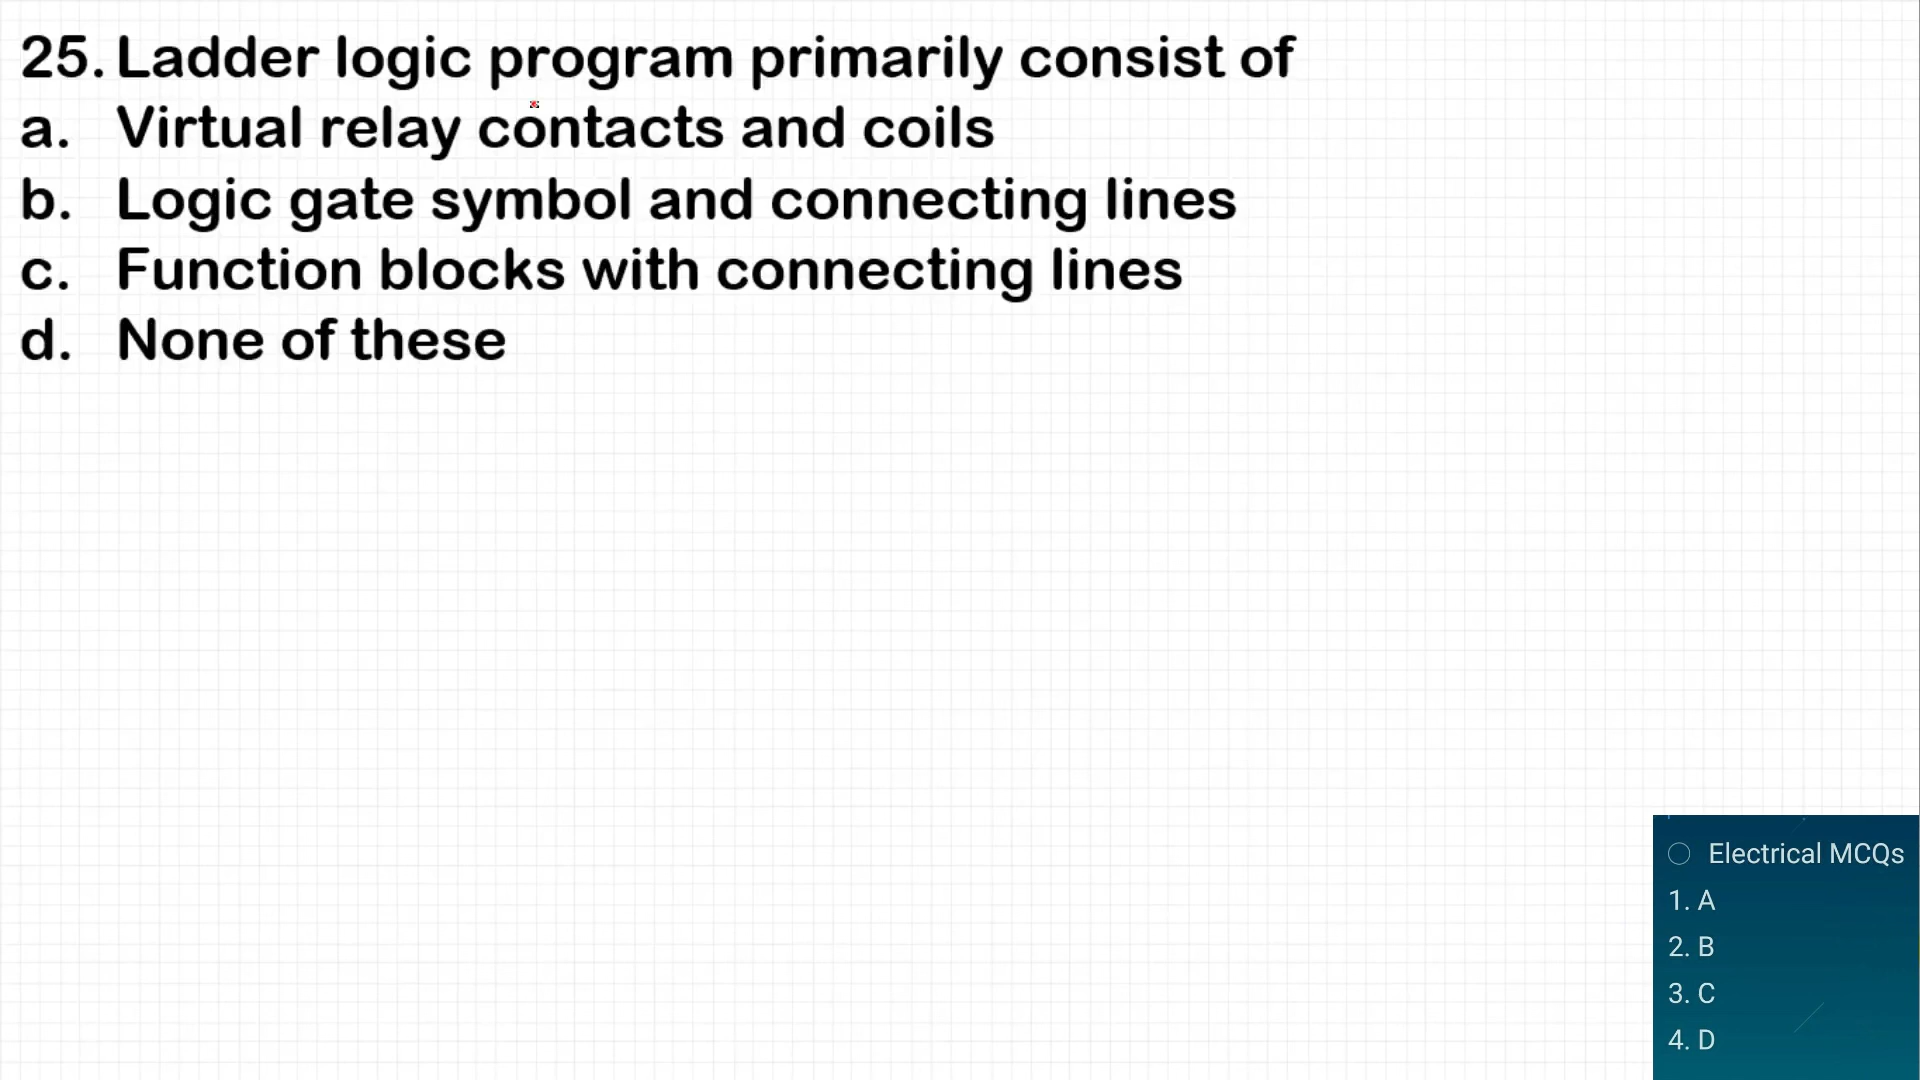 25. Ladder logic program primarily consist of
a. Virtual relay contacts and coils
b. Logic gate symbol and connecting lines
c. Function blocks with connecting lines
d. None of these
Electrical MCQs
1. A
2. B
3. C
4. D